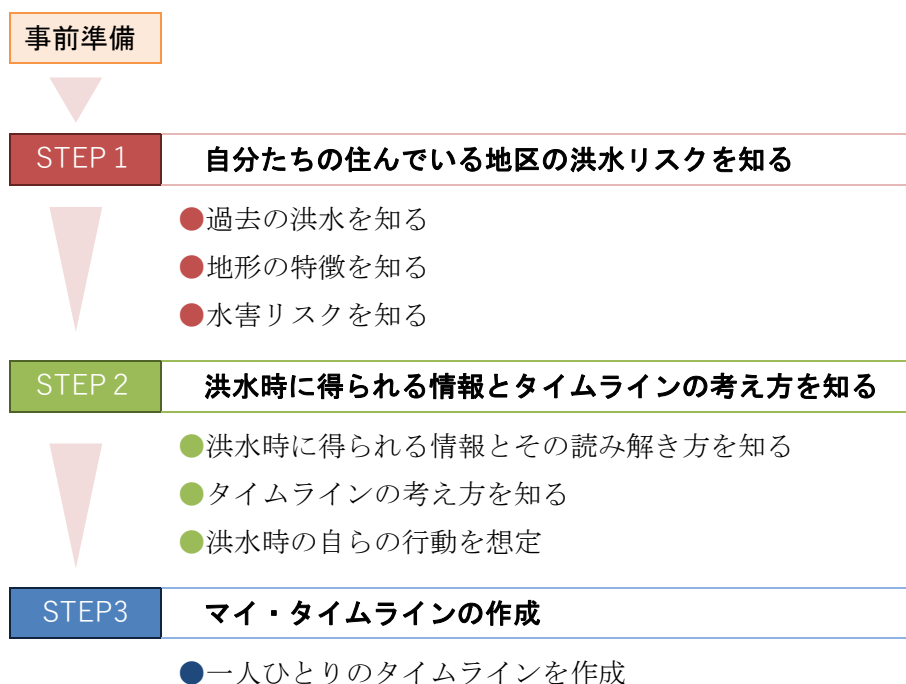 事前準備
STEP 1 自分たちの住んでいる地区の洪水リスクを知る
●過去の洪水を知る
●地形の特徴を知る
●水害リスクを知る
STEP 2 洪水時に得られる情報とタイムラインの考え方を知る
●洪水時に得られる情報とその読み解き方を知る
●タイムラインの考え方を知る
●洪水時の自らの行動を想定
STEP3 マイ・タイムラインの作成
●一人ひとりのタイムラインを作成